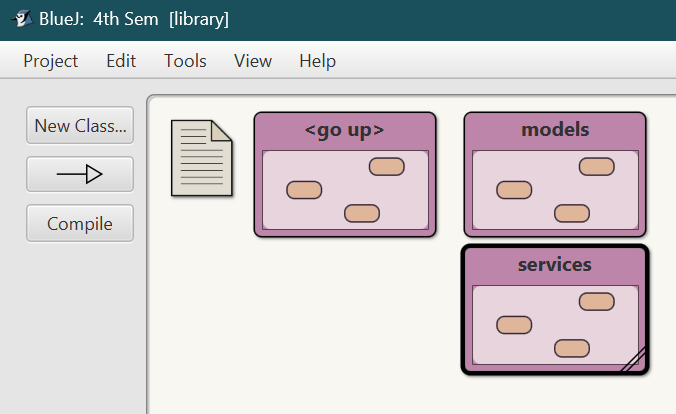 BlueJ: 4th Sem [library]
Project Edit Tools View Help
New Class...
<go up>
models
Compile
services